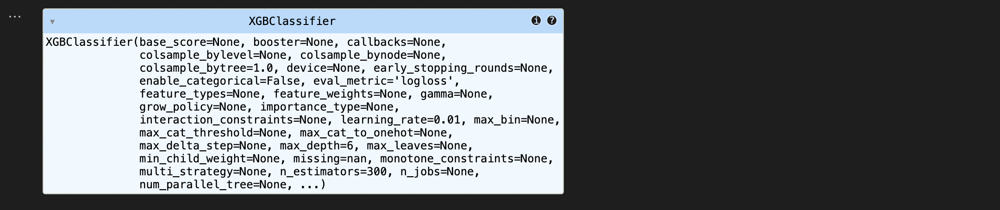 ...
XGBClassifier
i ?
XGBClassifier(base_score=None, booster=None, callbacks=None,
colsample_bylevel=None, colsample_bynode=None,
colsample_bytree=1.0, device=None, early_stopping_rounds=None,
enable_categorical=False, eval_metric='logloss',
feature_types=None, feature_weights=None, gamma=None,
grow_policy=None, importance_type=None,
interaction_constraints=None, learning_rate=0.01, max_bin=None,
max_cat_threshold=None, max_cat_to_onehot=None,
max_delta_step=None, max_depth=6, max_leaves=None,
min_child_weight=None, missing=nan, monotone_constraints=None,
multi_strategy=None, n_estimators=300, n_jobs=None,
num_parallel_tree=None, ...)